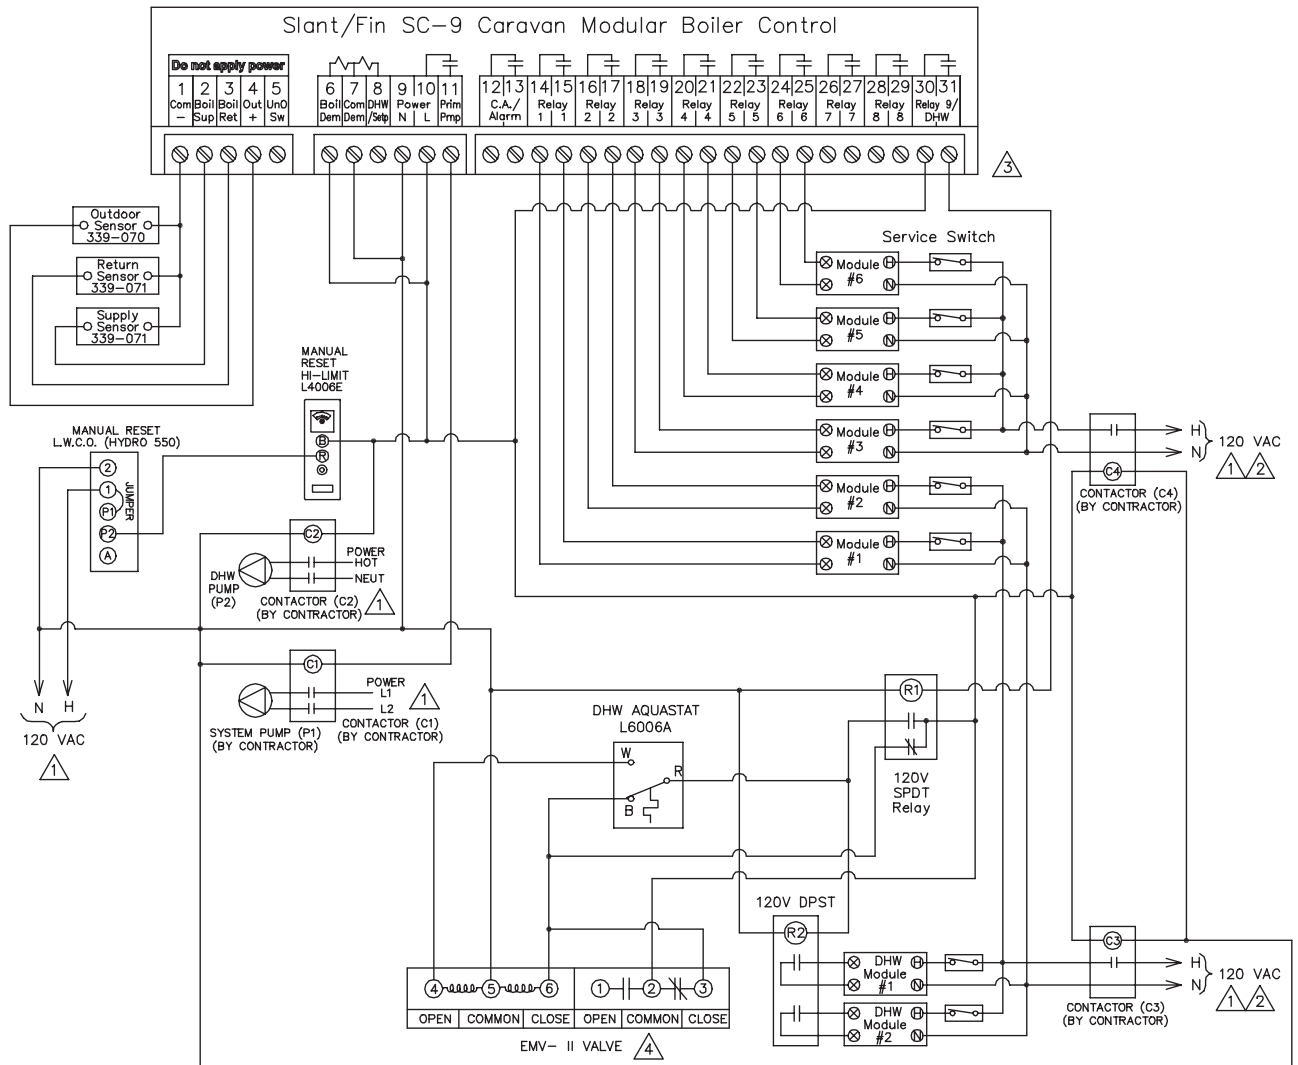 Slant/Fin SC-9 Caravan Modular Boiler Control
Do not apply power
1 2 3 4 5 6 7 8 9 10 11 12 13 14 15 16 17 18 19 20 21 22 23 24 25 26 27 28 29 30 31
Com Boil Boil Out UnO Boil Com DHW Power Prim C.A./ Relay Relay Relay Relay Relay Relay Relay Relay Relay 9/
- Sup Ret + Sw Dem Dem /Setp N L Pmp Alarm 1 1 2 2 3 3 4 4 5 5 6 6 7 7 8 8 DHW
3
Outdoor
Sensor
339-070
Return
Sensor
339-071
Supply
Sensor
339-071
Service Switch
Module H
#6 N
Module H
#5 N
Module H
#4 N
Module H
#3 N
Module H
#2 N
Module H
#1 N
MANUAL
RESET
HI-LIMIT
L4006E
B
R
MANUAL RESET
L.W.C.O. (HYDRO 550)
2
1
P1
P2
A
JUMPER
C4
H
N
120 VAC
1 2
CONTACTOR (C4)
(BY CONTRACTOR)
C2
POWER
HOT
NEUT
DHW
PUMP
(P2)
CONTACTOR (C2)
(BY CONTRACTOR)
1
C1
POWER
L1
L2
1
SYSTEM PUMP (P1)
(BY CONTRACTOR)
CONTACTOR (C1)
(BY CONTRACTOR)
N H
120 VAC
1
DHW AQUASTAT
L6006A
W
R
B
R1
120V
SPDT
Relay
120V DPST
R2
DHW H
Module
#1 N
DHW H
Module
#2 N
C3
H
N
120 VAC
1 2
CONTACTOR (C3)
(BY CONTRACTOR)
4 5 6 1 2 3
OPEN COMMON CLOSE OPEN COMMON CLOSE
EMV- II VALVE
4